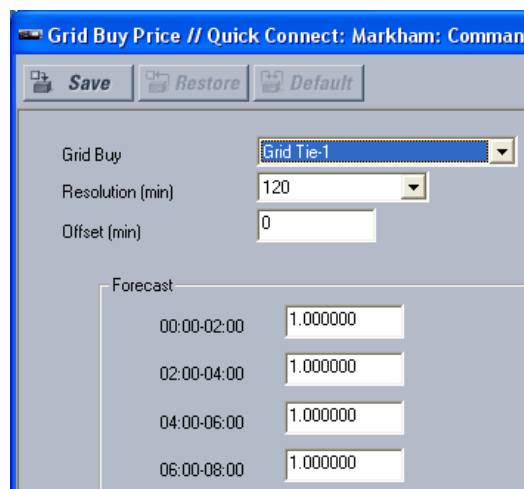 Grid Buy Price // Quick Connect: Markham: Comman
Save Restore Default
Grid Buy Grid Tie-1
Resolution (min) 120
Offset (min) 0
Forecast
00:00-02:00 1.000000
02:00-04:00 1.000000
04:00-06:00 1.000000
06:00-08:00 1.000000